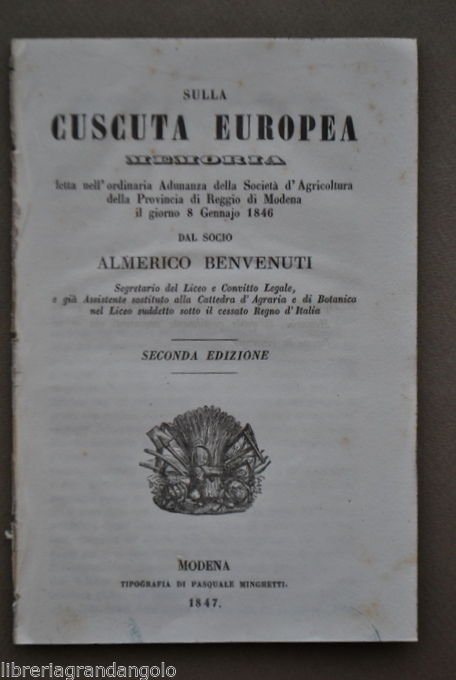 SULLA
CUSCUTA EUROPEA
MEMORIA
letta nell'ordinaria Adunanza della Società d'Agricoltura
della Provincia di Reggio di Modena
il giorno 8 Gennajo 1846
DAL SOCIO
ALMERICO BENVENUTI
Segretario del Liceo e Convitto Legale,
e già Assistente sostituto alla Cattedra d'Agraria e di Botanica
nel Liceo suddetto sotto il cessato Regno d'Italia
SECONDA EDIZIONE
MODENA
TIPOGRAFIA DI PASQUALE MINGHETTI.
1847.
libreriagrandangolo